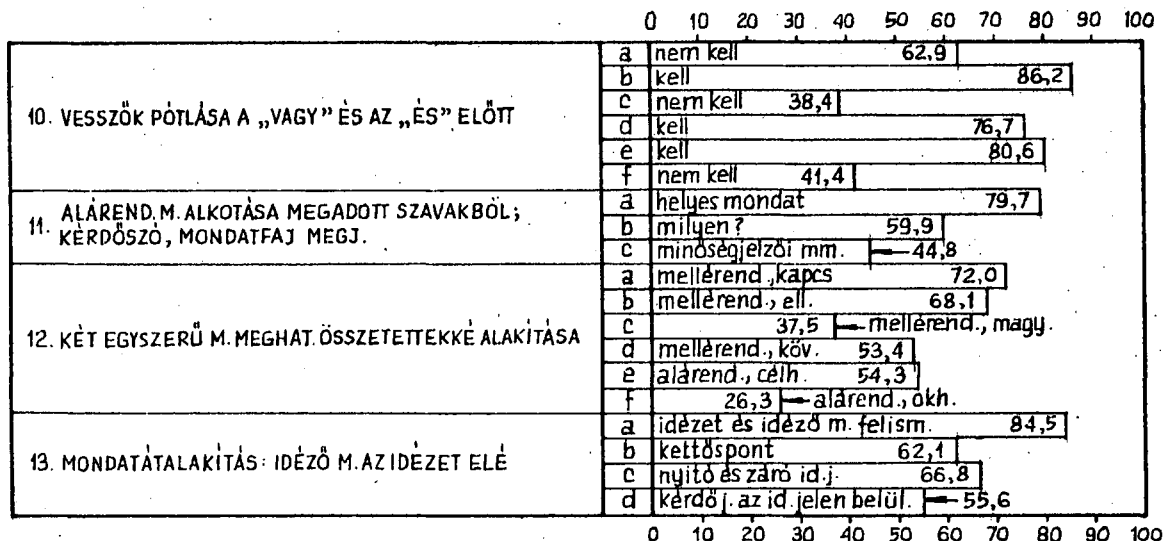 0 10 20 30 40 50 60 70 80 90 100
10. VESSZŐK PÓTLÁSA A „VAGY” ÉS AZ „ÉS” ELŐTT
a nem kell 62,9
b kell 86,2
c nem kell 38,4
d kell 76,7
e kell 80,6
f nem kell 41,4
11. ALÁREND. M. ALKOTÁSA MEGADOTT SZAVAKBÓL;
KÉRDŐSZÓ, MONDATFAJ MEGJ.
a helyes mondat 79,7
b milyen? 59,9
c minőségjelzői mm. 44,8
12. KÉT EGYSZERŰ M. MEGHAT. ÖSSZETETTEKKÉ ALAKÍTÁSA
a mellérend., kapcs 72,0
b mellérend., ell. 68,1
c 37,5 mellérend., magy.
d mellérend., köv. 53,4
e alárend., célh. 54,3
f 26,3 alárend., okh.
13. MONDATÁTALAKÍTÁS: IDÉZŐ M. AZ IDÉZET ELÉ
a idézet és idéző m. felism. 84,5
b kettőspont 62,1
c nyitó és záró id.j. 66,8
d kérdőj. az id. jelen belül. 55,6
0 10 20 30 40 50 60 70 80 90 100